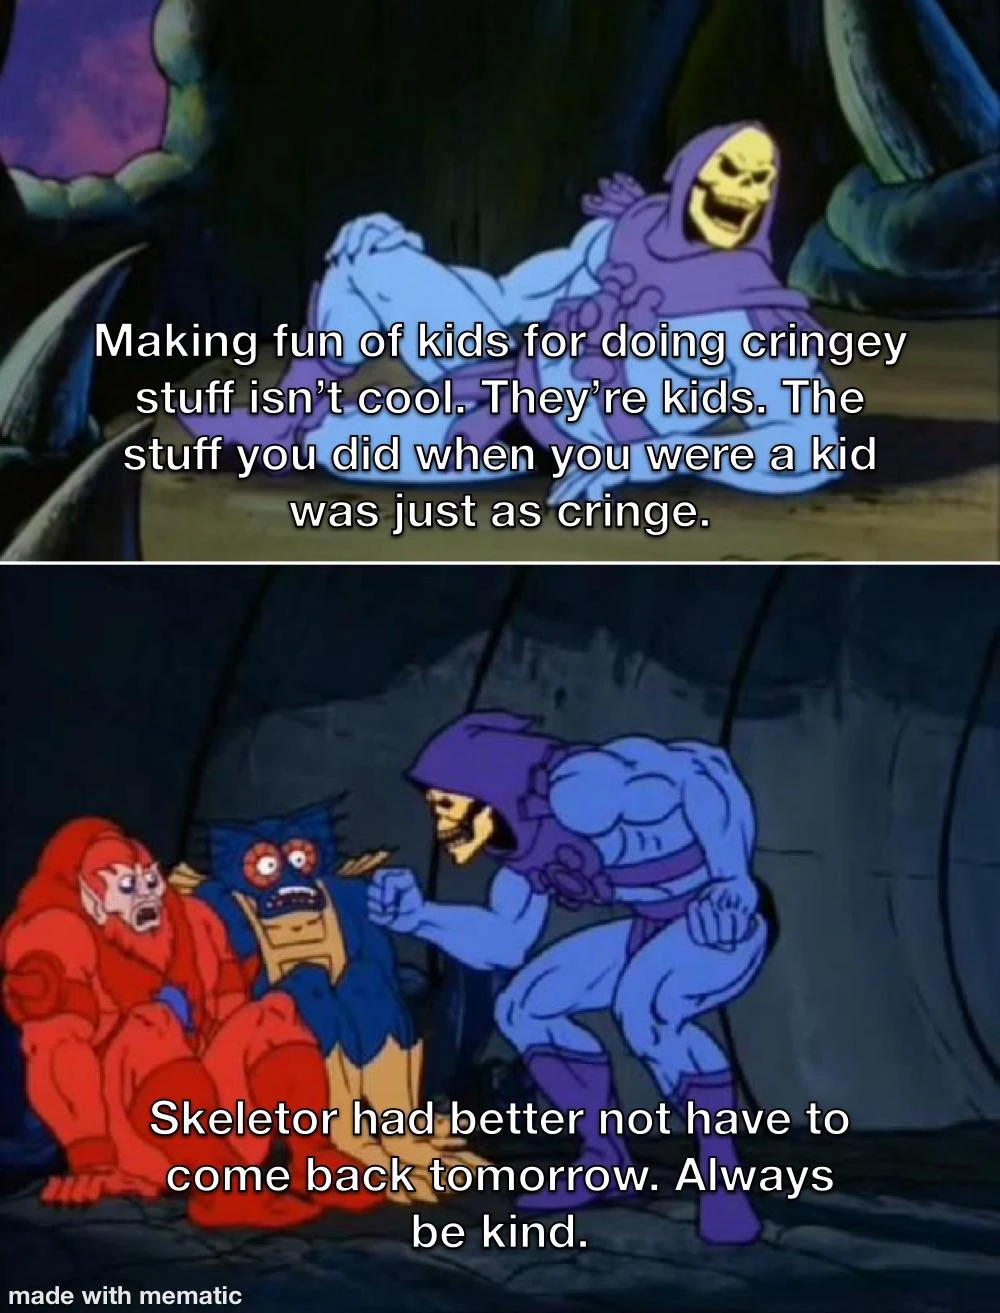 Making fun of kids for doing cringey
stuff isn’t cool. They’re kids. The
stuff you did when you were a kid
was just as cringe.
Skeletor had better not have to
come back tomorrow. Always
be kind.
made with mematic